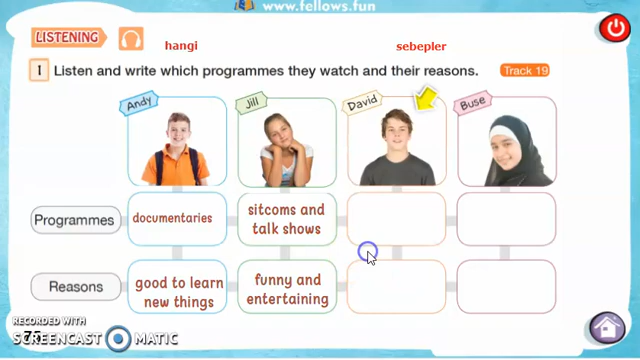 www.fellows.fun
LISTENING
hangi
sebepler
1 Listen and write which programmes they watch and their reasons. Track 19
Andy
Jill
David
Buse
Programmes
documentaries
sitcoms and
talk shows
Reasons
good to learn
new things
funny and
entertaining
RECORDED WITH
SCREENCAST MATIC